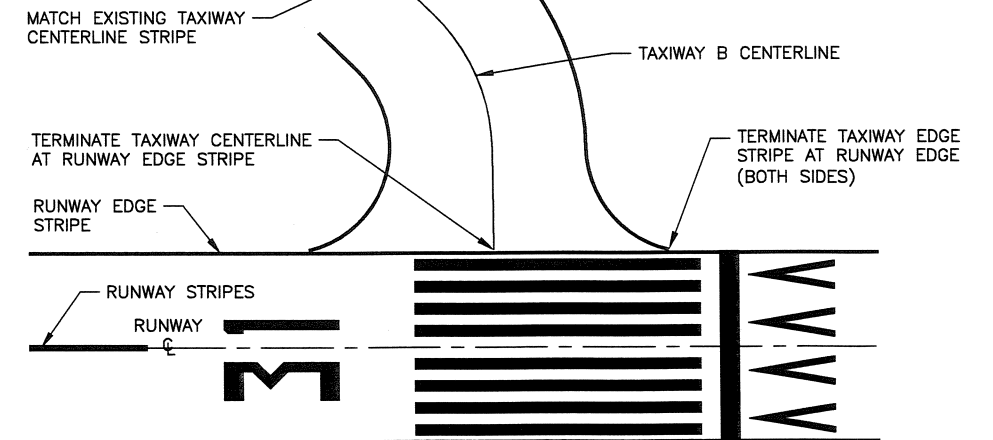 MATCH EXISTING TAXIWAY
CENTERLINE STRIPE
TAXIWAY B CENTERLINE
TERMINATE TAXIWAY CENTERLINE
AT RUNWAY EDGE STRIPE
TERMINATE TAXIWAY EDGE
STRIPE AT RUNWAY EDGE
(BOTH SIDES)
RUNWAY EDGE
STRIPE
RUNWAY STRIPES
RUNWAY
℄